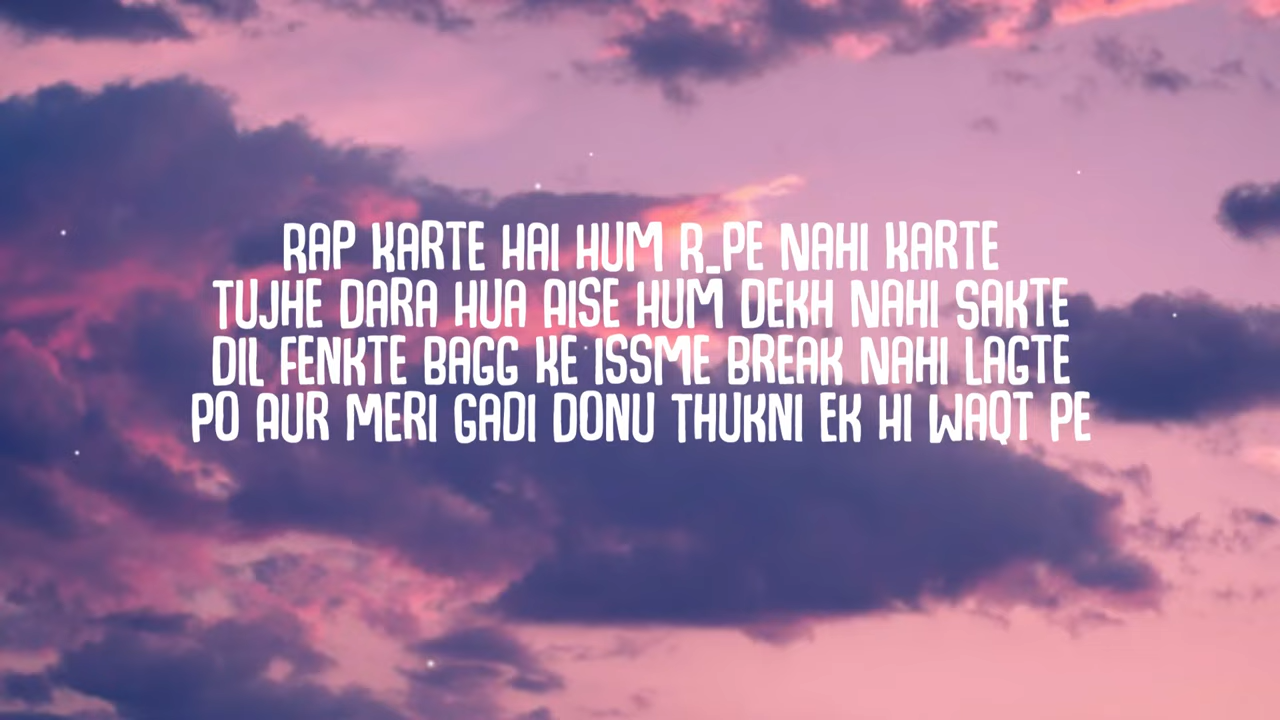 RAP KARTE HAI HUM R_PE NAHI KARTE
TUJHE DARA HUA AISE HUM DEKH NAHI SAKTE
DIL FENKTE BAGG KE ISSME BREAK NAHI LAGTE
PO AUR MERI GADI DONU THUKNI EK HI WAQT PE